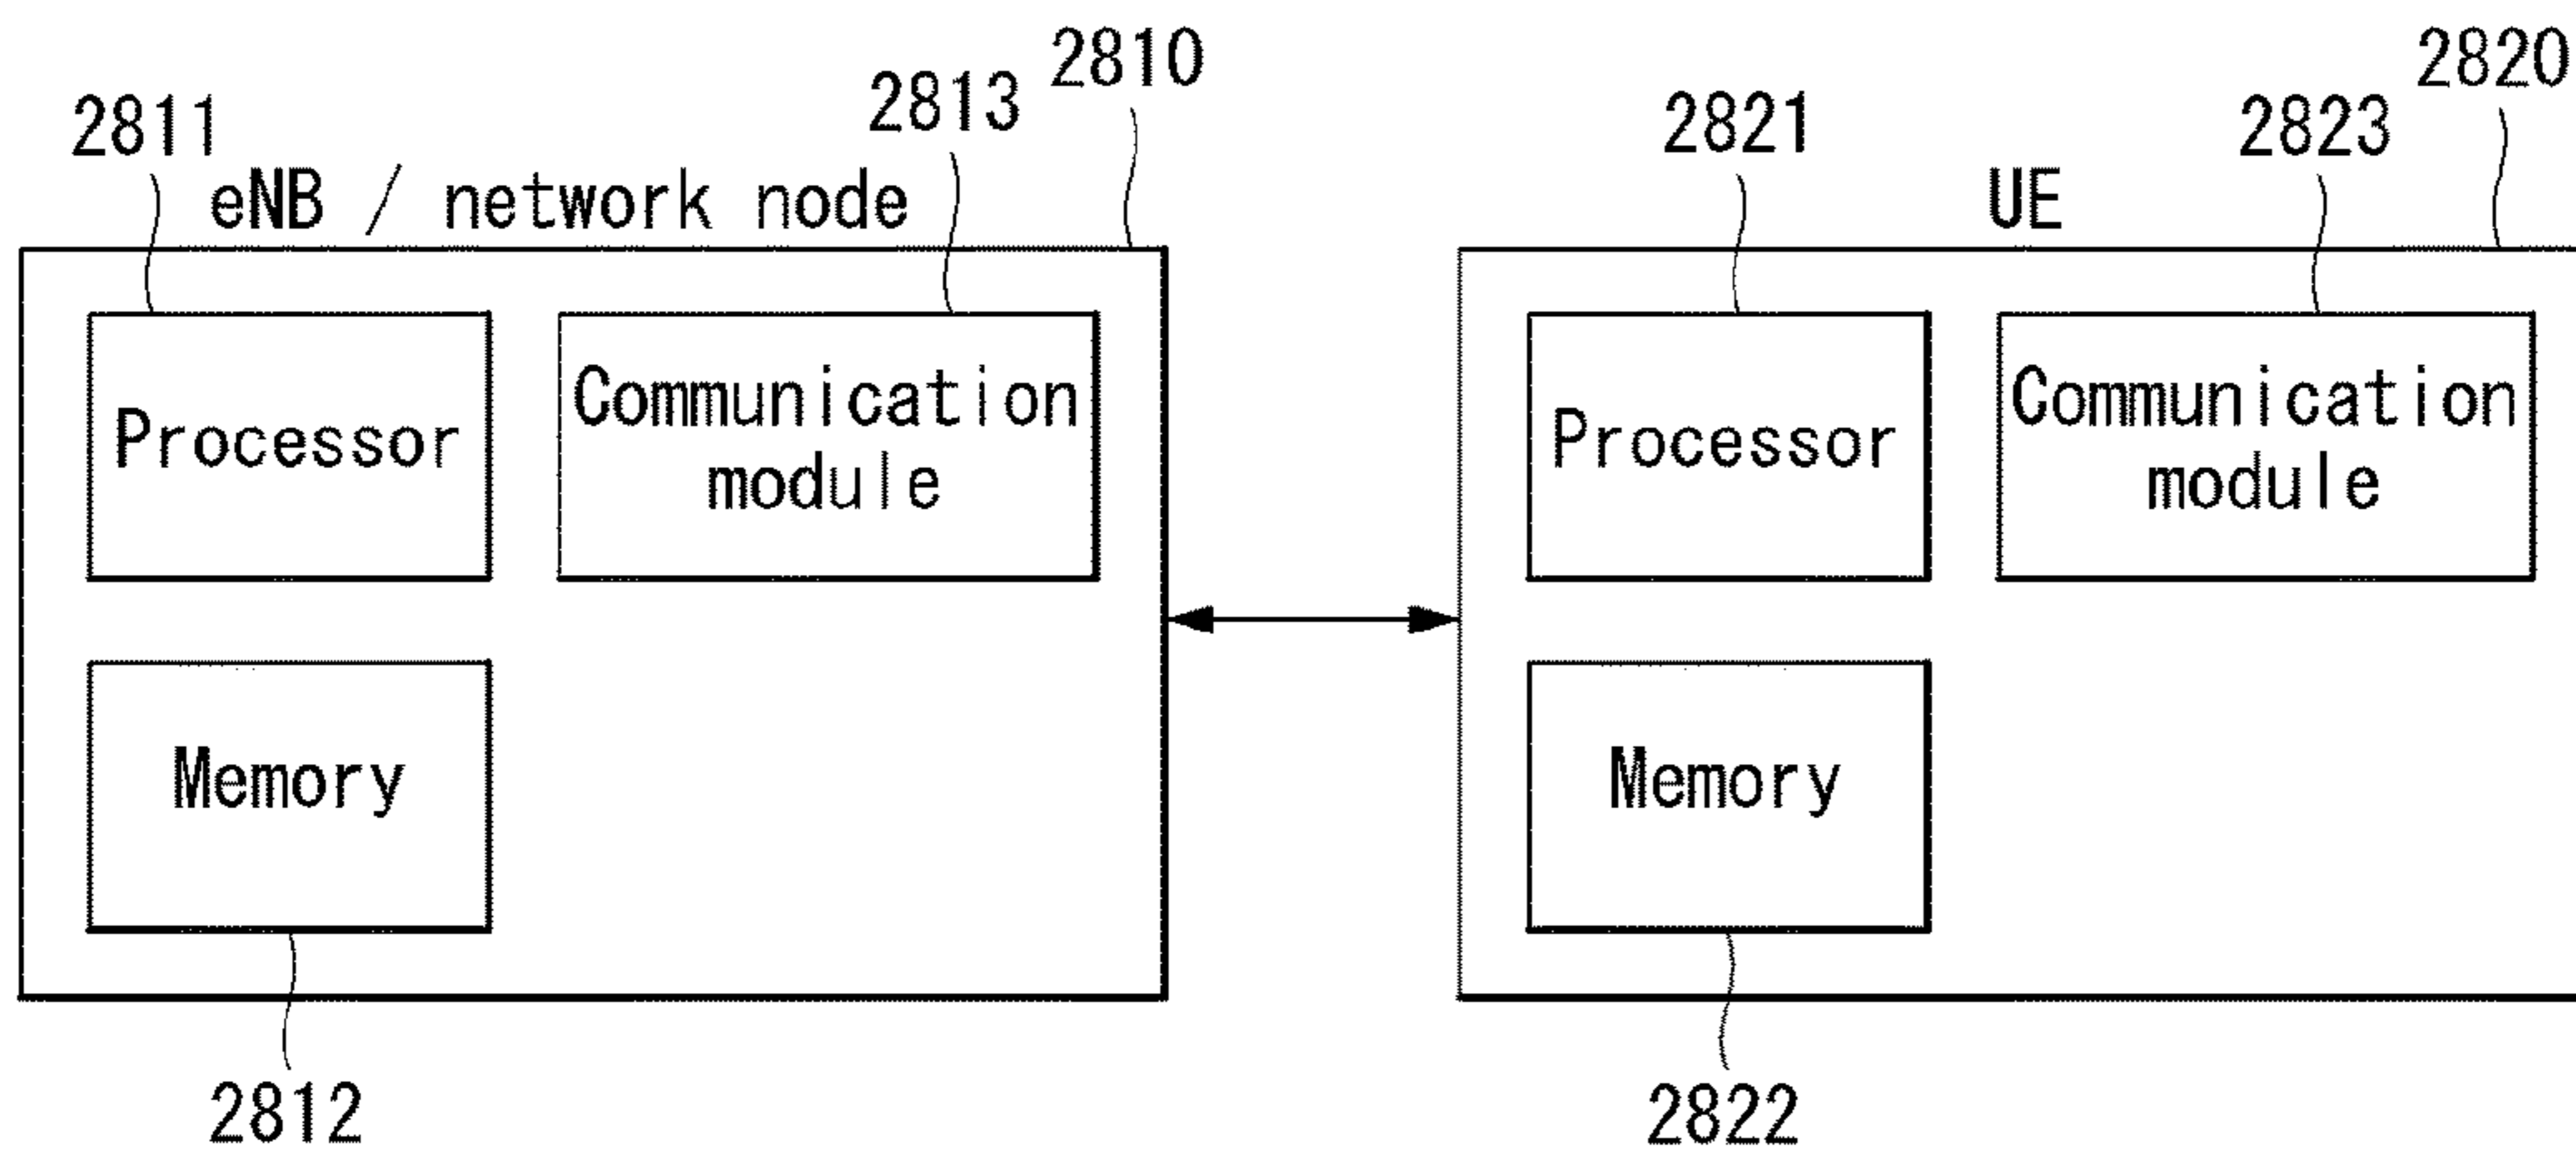 2810
2820
2811
2813
2821
2823
eNB / network node
UE
Processor
Communication
module
Processor
Communication
module
Memory
Memory
2812
2822